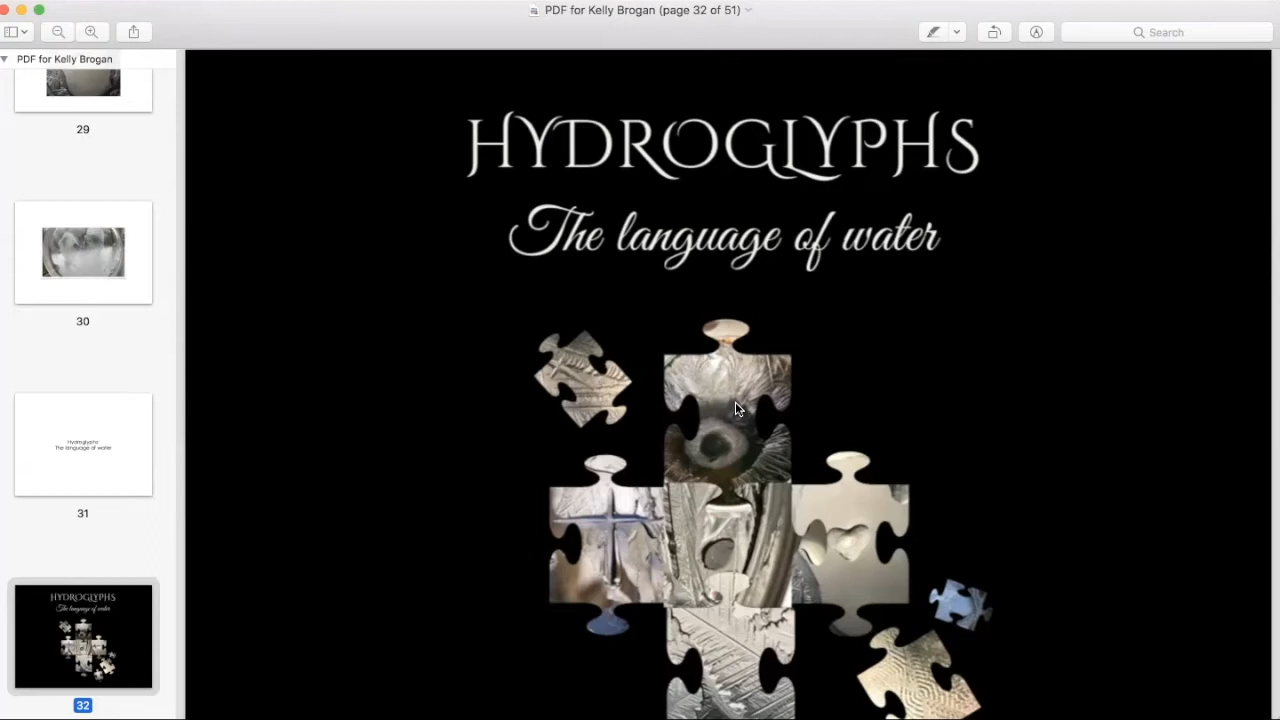 PDF for Kelly Brogan (page 32 of 51)
Search
PDF for Kelly Brogan
29
30
Hydroglyphs
The language of water
31
HYDROGLYPHS
The language of water
32
HYDROGLYPHS
The language of water